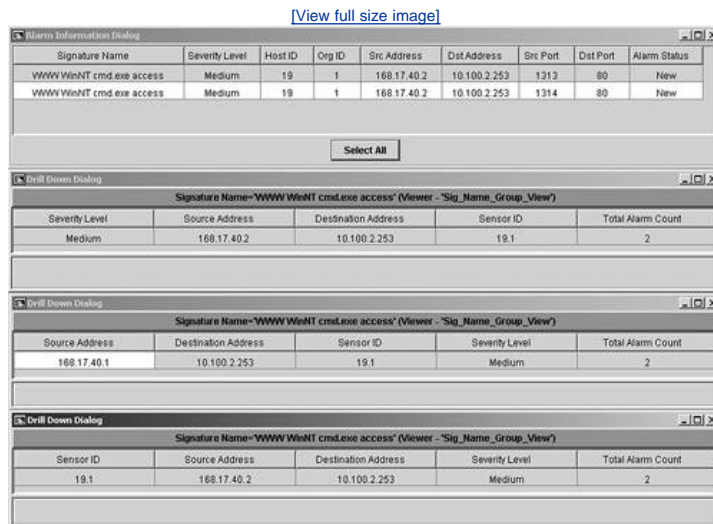 [View full size image]
Alarm Information Dialog
Signature Name Severity Level Host ID Org ID Src Address Dst Address Src Port Dst Port Alarm Status
WWW WinNT cmd.exe access Medium 19 1 168.17.40.2 10.100.2.253 1313 80 New
WWW WinNT cmd.exe access Medium 19 1 168.17.40.2 10.100.2.253 1314 80 New
Select All
Drill Down Dialog
Signature Name='WWW WinNT cmd.exe access' (Viewer - 'Sig_Name_Group_View')
Severity Level Source Address Destination Address Sensor ID Total Alarm Count
Medium 168.17.40.2 10.100.2.253 19.1 2
Drill Down Dialog
Signature Name='WWW WinNT cmd.exe access' (Viewer - 'Sig_Name_Group_View')
Source Address Destination Address Sensor ID Severity Level Total Alarm Count
168.17.40.1 10.100.2.253 19.1 Medium 2
Drill Down Dialog
Signature Name='WWW WinNT cmd.exe access' (Viewer - 'Sig_Name_Group_View')
Sensor ID Source Address Destination Address Severity Level Total Alarm Count
19.1 168.17.40.2 10.100.2.253 Medium 2